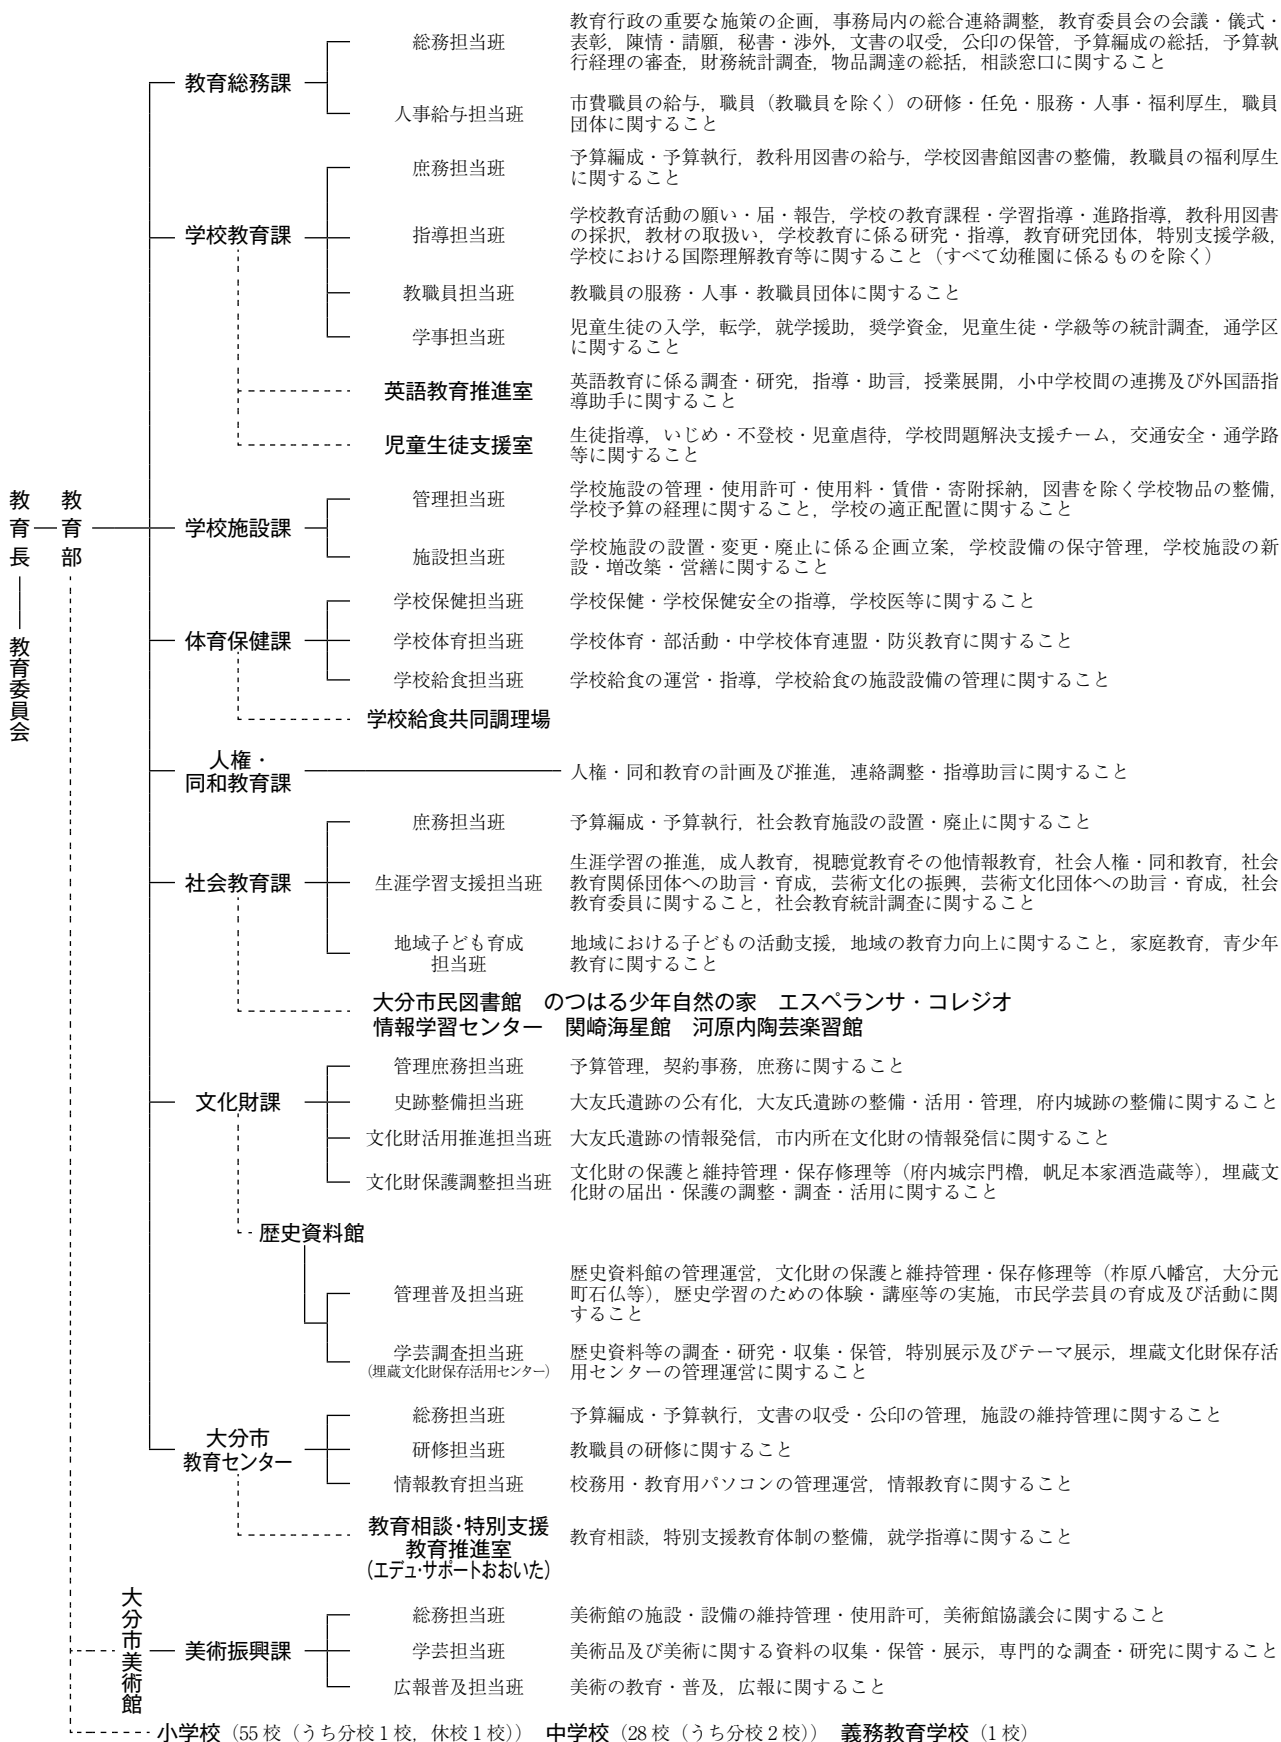 教育長
教育委員会
教育部
教育総務課
総務担当班
教育行政の重要な施策の企画，事務局内の総合連絡調整，教育委員会の会議・儀式・
表彰，陳情・請願，秘書・渉外，文書の収受，公印の保管，予算編成の総括，予算執
行経理の審査，財務統計調査，物品調達の総括，相談窓口に関すること
人事給与担当班
市費職員の給与，職員（教職員を除く）の研修・任免・服務・人事・福利厚生，職員
団体に関すること
学校教育課
庶務担当班
予算編成・予算執行，教科用図書の給与，学校図書館図書の整備，教職員の福利厚生
に関すること
指導担当班
学校教育活動の願い・届・報告，学校の教育課程・学習指導・進路指導，教科用図書
の採択，教材の取扱い，学校教育に係る研究・指導，教育研究団体，特別支援学級，
学校における国際理解教育等に関すること（すべて幼稚園に係るものを除く）
教職員担当班
教職員の服務・人事・教職員団体に関すること
学事担当班
児童生徒の入学，転学，就学援助，奨学資金，児童生徒・学級等の統計調査，通学区
に関すること
英語教育推進室
英語教育に係る調査・研究，指導・助言，授業展開，小中学校間の連携及び外国語指
導助手に関すること
児童生徒支援室
生徒指導，いじめ・不登校・児童虐待，学校問題解決支援チーム，交通安全・通学路
等に関すること
学校施設課
管理担当班
学校施設の管理・使用許可・使用料・賃借・寄附採納，図書を除く学校物品の整備，
学校予算の経理に関すること，学校の適正配置に関すること
施設担当班
学校施設の設置・変更・廃止に係る企画立案，学校設備の保守管理，学校施設の新
設・増改築・営繕に関すること
体育保健課
学校保健担当班
学校保健・学校保健安全の指導，学校医等に関すること
学校体育担当班
学校体育・部活動・中学校体育連盟・防災教育に関すること
学校給食担当班
学校給食の運営・指導，学校給食の施設設備の管理に関すること
学校給食共同調理場
人権・
同和教育課
人権・同和教育の計画及び推進，連絡調整・指導助言に関すること
社会教育課
庶務担当班
予算編成・予算執行，社会教育施設の設置・廃止に関すること
生涯学習支援担当班
生涯学習の推進，成人教育，視聴覚教育その他情報教育，社会人権・同和教育，社会
教育関係団体への助言・育成，芸術文化の振興，芸術文化団体への助言・育成，社会
教育委員に関すること，社会教育統計調査に関すること
地域子ども育成
担当班
地域における子どもの活動支援，地域の教育力向上に関すること，家庭教育，青少年
教育に関すること
大分市民図書館　のつはる少年自然の家　エスペランサ・コレジオ
情報学習センター　関崎海星館　河原内陶芸楽習館
文化財課
管理庶務担当班
予算管理，契約事務，庶務に関すること
史跡整備担当班
大友氏遺跡の公有化，大友氏遺跡の整備・活用・管理，府内城跡の整備に関すること
文化財活用推進担当班
大友氏遺跡の情報発信，市内所在文化財の情報発信に関すること
文化財保護調整担当班
文化財の保護と維持管理・保存修理等（府内城宗門櫓，帆足本家酒造蔵等），埋蔵文
化財の届出・保護の調整・調査・活用に関すること
歴史資料館
管理普及担当班
歴史資料館の管理運営，文化財の保護と維持管理・保存修理等（柞原八幡宮，大分元
町石仏等），歴史学習のための体験・講座等の実施，市民学芸員の育成及び活動に関
すること
学芸調査担当班
（埋蔵文化財保存活用センター）
歴史資料等の調査・研究・収集・保管，特別展示及びテーマ展示，埋蔵文化財保存活
用センターの管理運営に関すること
大分市
教育センター
総務担当班
予算編成・予算執行，文書の収受・公印の管理，施設の維持管理に関すること
研修担当班
教職員の研修に関すること
情報教育担当班
校務用・教育用パソコンの管理運営，情報教育に関すること
教育相談・特別支援
教育推進室
（エデュ・サポートおおいた）
教育相談，特別支援教育体制の整備，就学指導に関すること
大分市美術館
美術振興課
総務担当班
美術館の施設・設備の維持管理・使用許可，美術館協議会に関すること
学芸担当班
美術品及び美術に関する資料の収集・保管・展示，専門的な調査・研究に関すること
広報普及担当班
美術の教育・普及，広報に関すること
小学校（55校（うち分校1校，休校1校））　中学校（28校（うち分校2校））　義務教育学校（1校）